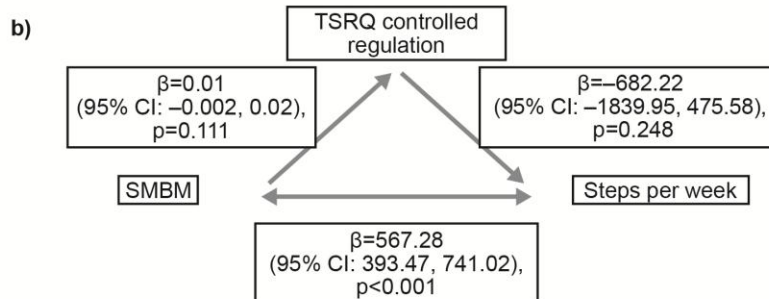 b)
TSRQ controlled
regulation
β=0.01
(95% CI: –0.002, 0.02),
p=0.111
β=–682.22
(95% CI: –1839.95, 475.58),
p=0.248
SMBM
Steps per week
β=567.28
(95% CI: 393.47, 741.02),
p<0.001